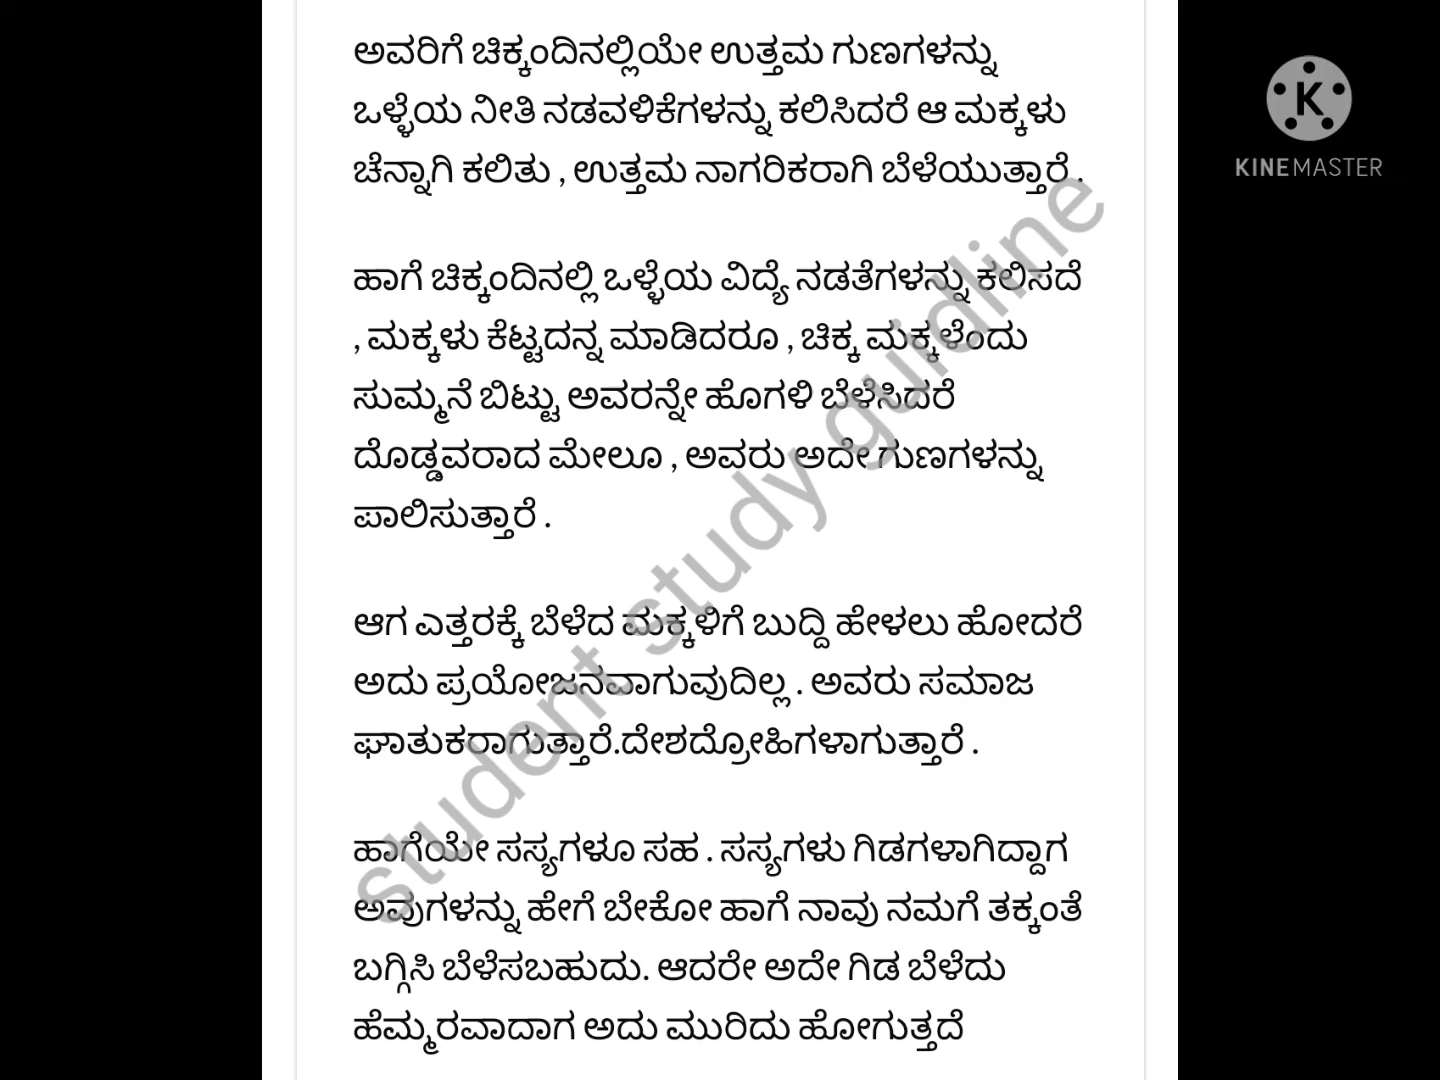 ಅವರಿಗೆ ಚಿಕ್ಕಂದಿನಲ್ಲಿಯೇ ಉತ್ತಮ ಗುಣಗಳನ್ನು
ಒಳ್ಳೆಯ ನೀತಿ ನಡವಳಿಕೆಗಳನ್ನು ಕಲಿಸಿದರೆ ಆ ಮಕ್ಕಳು
ಚೆನ್ನಾಗಿ ಕಲಿತು , ಉತ್ತಮ ನಾಗರಿಕರಾಗಿ ಬೆಳೆಯುತ್ತಾರೆ .
ಹಾಗೆ ಚಿಕ್ಕಂದಿನಲ್ಲಿ ಒಳ್ಳೆಯ ವಿದ್ಯೆ ನಡತೆಗಳನ್ನು ಕಲಿಸದೆ
, ಮಕ್ಕಳು ಕೆಟ್ಟದನ್ನ ಮಾಡಿದರೂ , ಚಿಕ್ಕ ಮಕ್ಕಳೆಂದು
ಸುಮ್ಮನೆ ಬಿಟ್ಟು ಅವರನ್ನೇ ಹೊಗಳಿ ಬೆಳೆಸಿದರೆ
ದೊಡ್ಡವರಾದ ಮೇಲೂ , ಅವರು ಅದೇ ಗುಣಗಳನ್ನು
ಪಾಲಿಸುತ್ತಾರೆ .
ಆಗ ಎತ್ತರಕ್ಕೆ ಬೆಳೆದ ಮಕ್ಕಳಿಗೆ ಬುದ್ದಿ ಹೇಳಲು ಹೋದರೆ
ಅದು ಪ್ರಯೋಜನವಾಗುವುದಿಲ್ಲ . ಅವರು ಸಮಾಜ
ಘಾತುಕರಾಗುತ್ತಾರೆ.ದೇಶದ್ರೋಹಿಗಳಾಗುತ್ತಾರೆ .
ಹಾಗೆಯೇ ಸಸ್ಯಗಳೂ ಸಹ . ಸಸ್ಯಗಳು ಗಿಡಗಳಾಗಿದ್ದಾಗ
ಅವುಗಳನ್ನು ಹೇಗೆ ಬೇಕೋ ಹಾಗೆ ನಾವು ನಮಗೆ ತಕ್ಕಂತೆ
ಬಗ್ಗಿಸಿ ಬೆಳೆಸಬಹುದು. ಆದರೇ ಅದೇ ಗಿಡ ಬೆಳೆದು
ಹೆಮ್ಮರವಾದಾಗ ಅದು ಮುರಿದು ಹೋಗುತ್ತದೆ
student study guidline
K
KINEMASTER